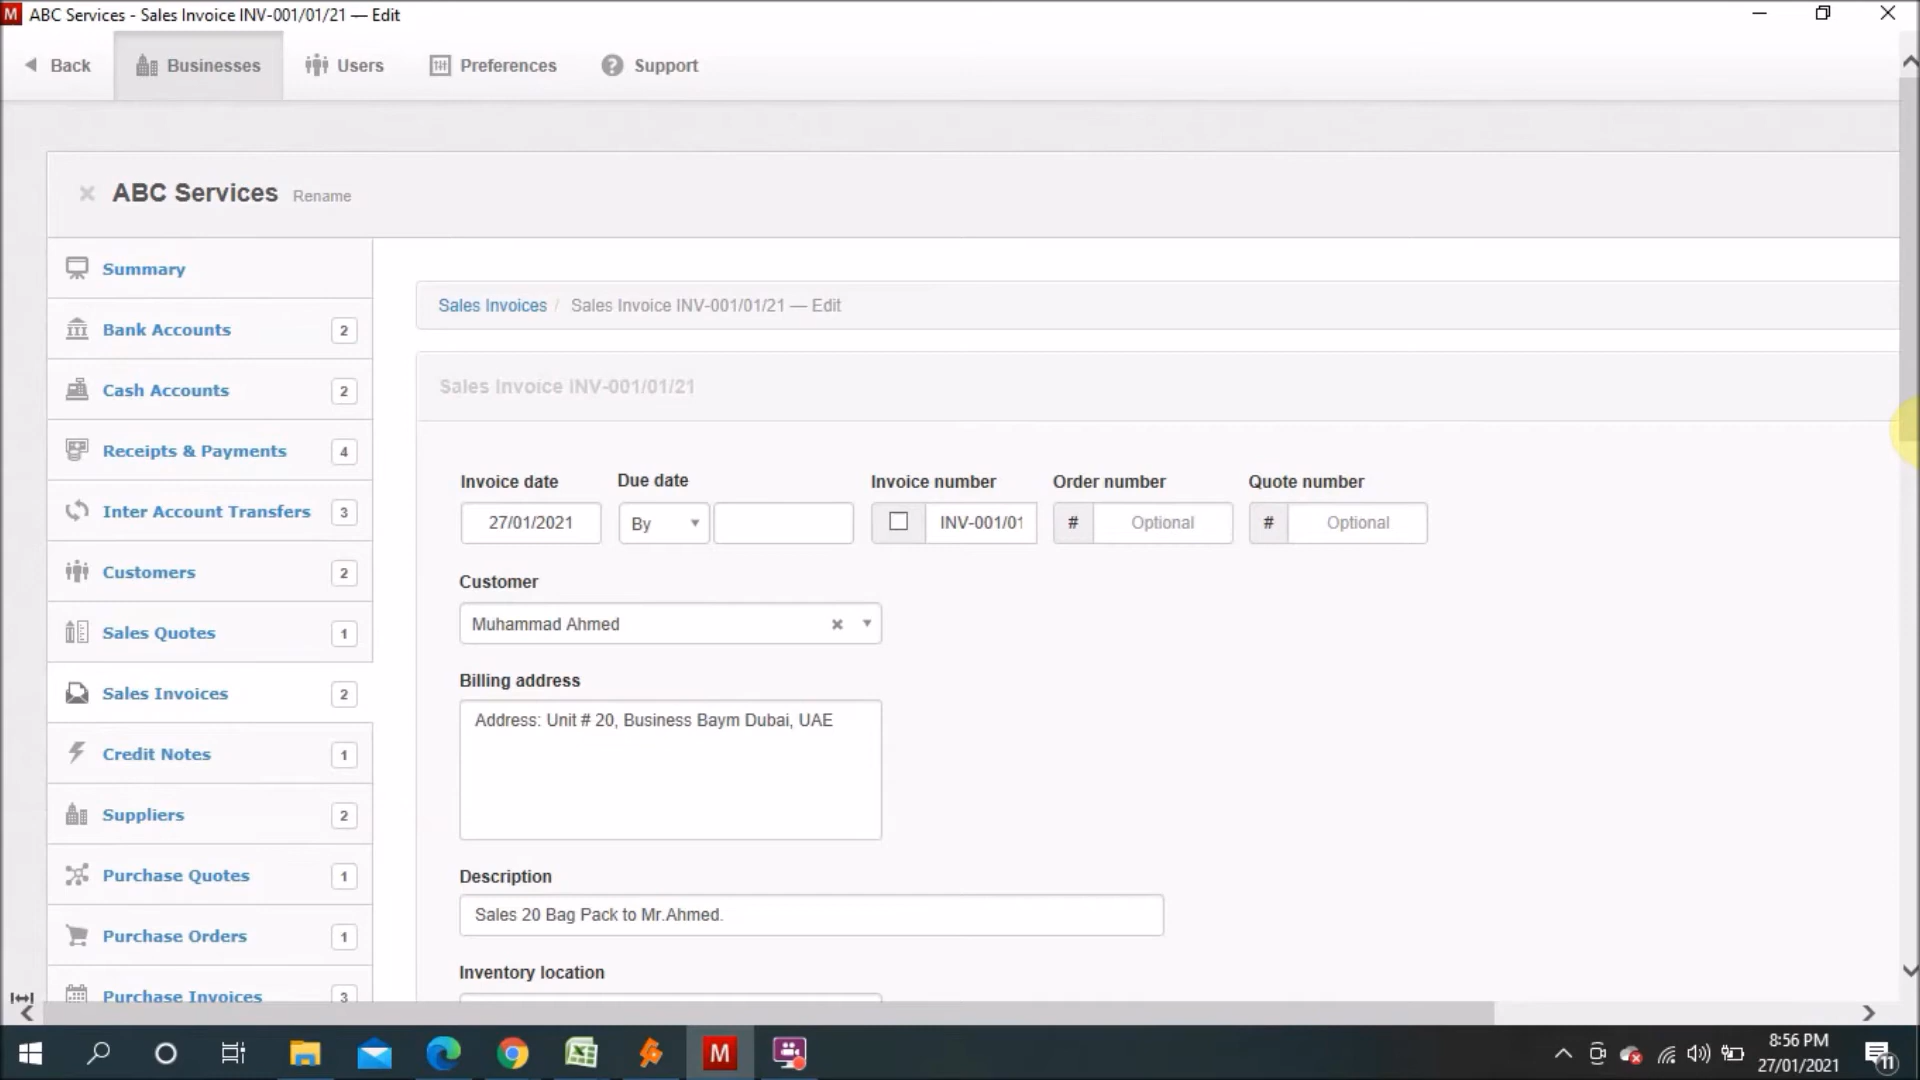 M ABC Services - Sales Invoice INV-001/01/21 — Edit
Back
Businesses
Users
Preferences
? Support
ABC Services Rename
Summary
Bank Accounts 2
Cash Accounts 2
Receipts & Payments 4
Inter Account Transfers 3
Customers 2
Sales Quotes 1
Sales Invoices 2
Credit Notes 1
Suppliers 2
Purchase Quotes 1
Purchase Orders 1
Purchase Invoices 3
Sales Invoices / Sales Invoice INV-001/01/21 — Edit
Sales Invoice INV-001/01/21
Invoice date Due date Invoice number Order number Quote number
27/01/2021 By INV-001/01 # Optional # Optional
Customer
Muhammad Ahmed
Billing address
Address: Unit # 20, Business Baym Dubai, UAE
Description
Sales 20 Bag Pack to Mr.Ahmed.
Inventory location
M
8:56 PM
27/01/2021
11